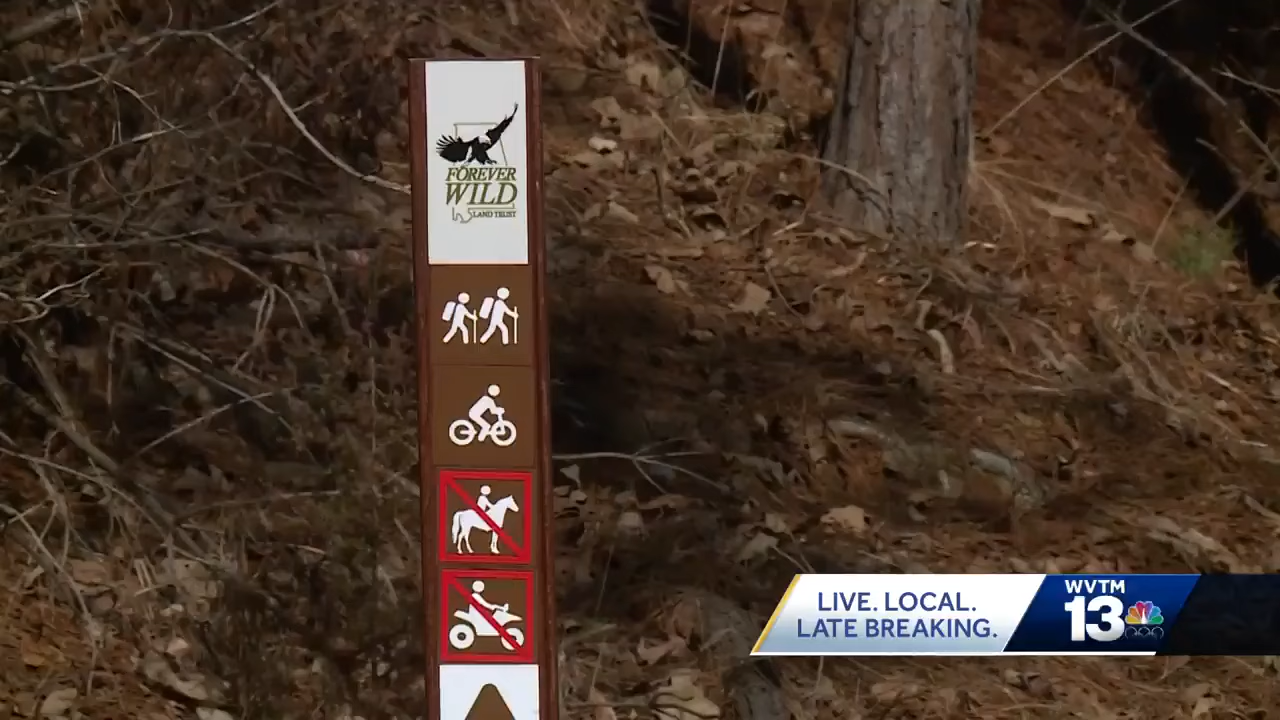 FOREVER
WILD
LAND TRUST
LIVE. LOCAL.
LATE BREAKING.
WVTM
13